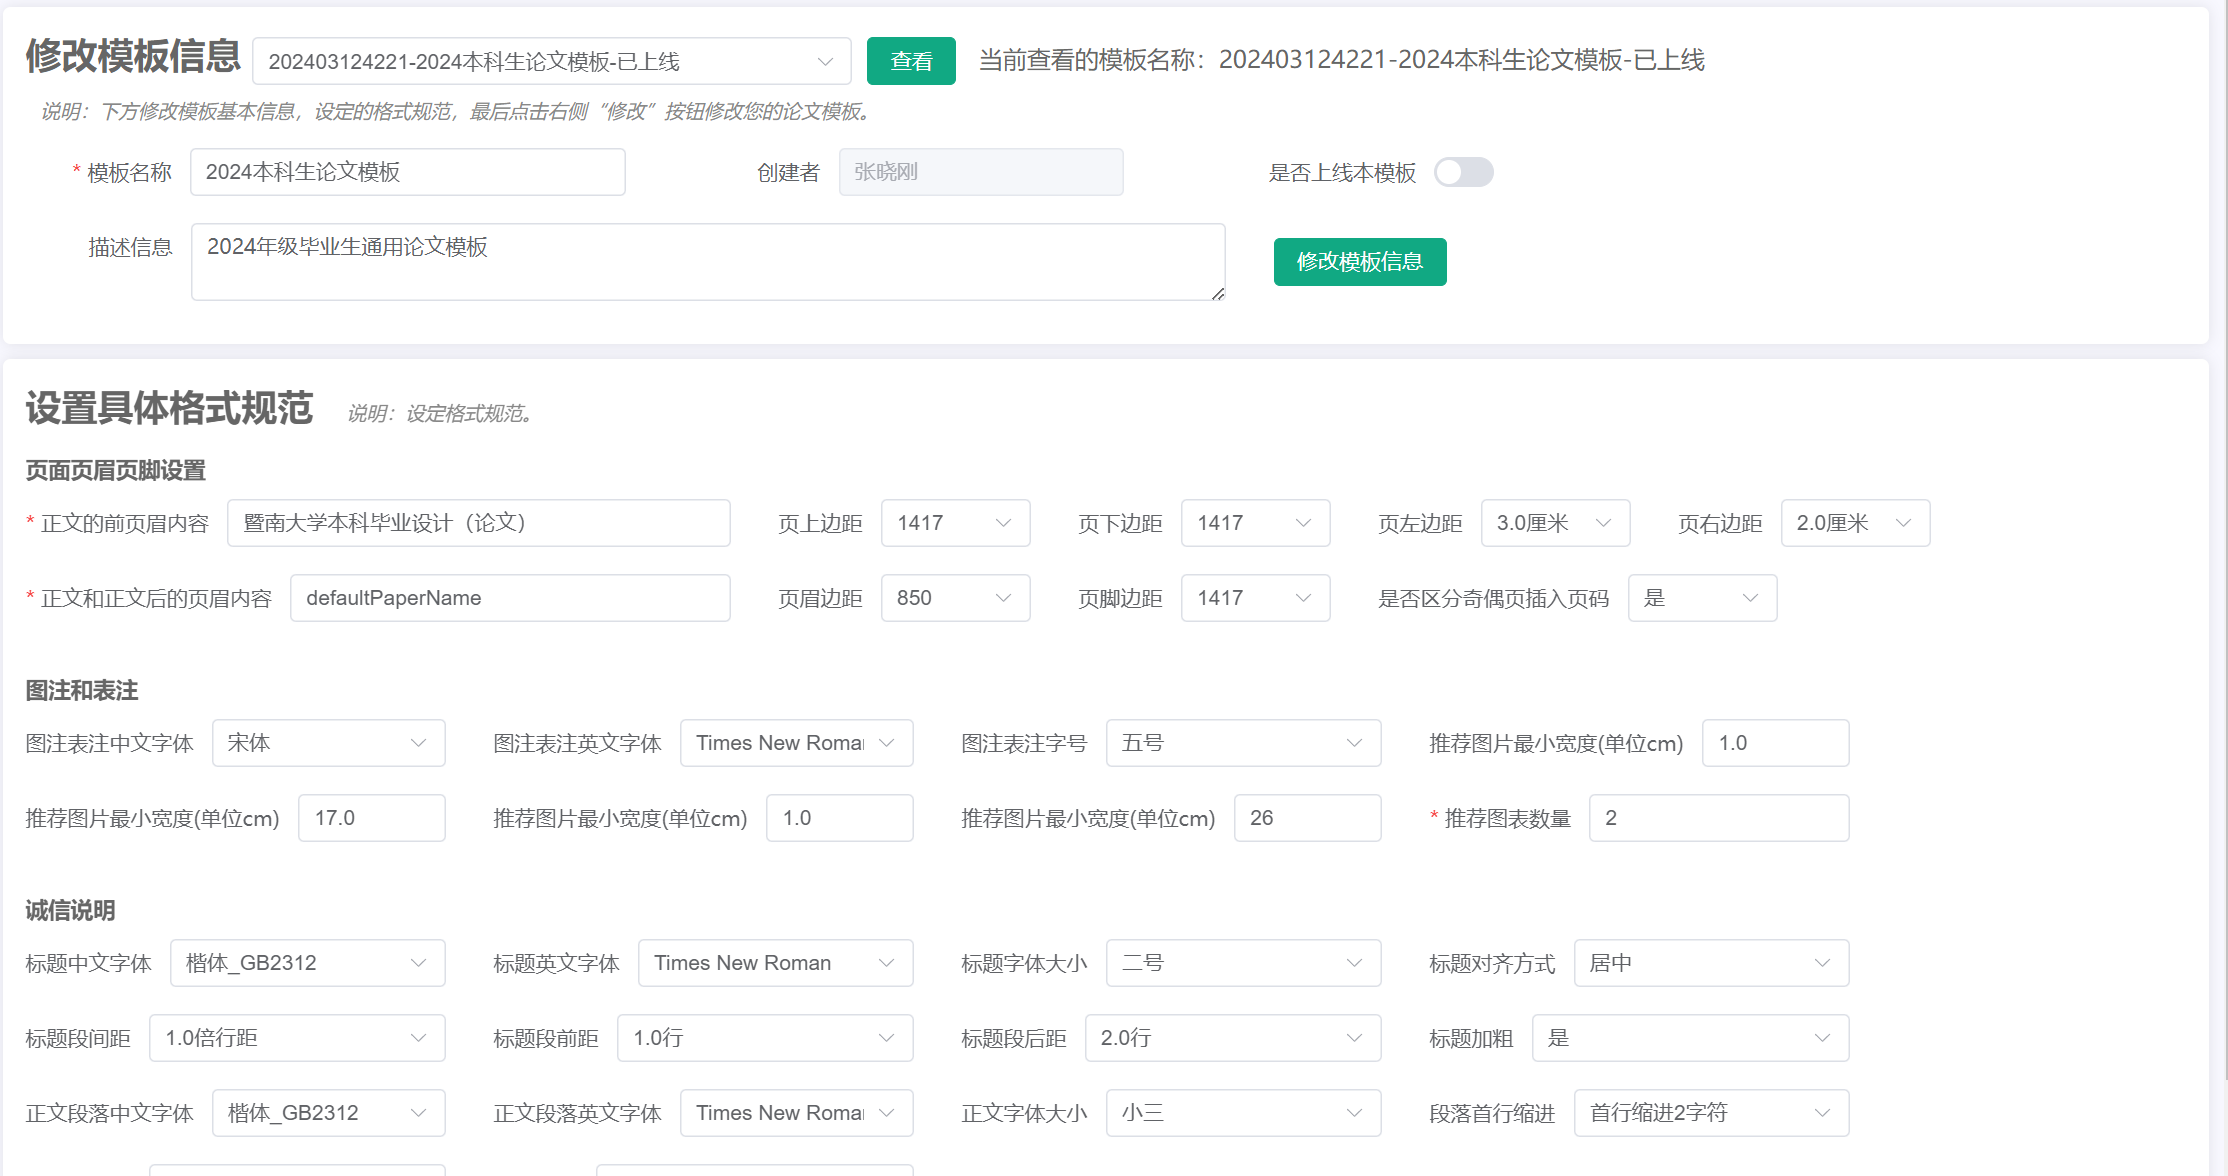 修改模板信息 202403124221-2024本科生论文模板-已上线 查看 当前查看的模板名称：202403124221-2024本科生论文模板-已上线
说明：下方修改模板基本信息，设定的格式规范，最后点击右侧“修改”按钮修改您的论文模板。
* 模板名称 2024本科生论文模板 创建者 张晓刚 是否上线本模板
描述信息 2024年级毕业生通用论文模板 修改模板信息
设置具体格式规范 说明：设定格式规范。
页面页眉页脚设置
* 正文的前页眉内容 暨南大学本科毕业设计（论文） 页上边距 1417 页下边距 1417 页左边距 3.0厘米 页右边距 2.0厘米
* 正文和正文后的页眉内容 defaultPaperName 页眉边距 850 页脚边距 1417 是否区分奇偶页插入页码 是
图注和表注
图注表注中文字体 宋体 图注表注英文字体 Times New Roma 图注表注字号 五号 推荐图片最小宽度(单位cm) 1.0
推荐图片最小宽度(单位cm) 17.0 推荐图片最小宽度(单位cm) 1.0 推荐图片最小宽度(单位cm) 26 * 推荐图表数量 2
诚信说明
标题中文字体 楷体_GB2312 标题英文字体 Times New Roman 标题字体大小 二号 标题对齐方式 居中
标题段间距 1.0倍行距 标题段前距 1.0行 标题段后距 2.0行 标题加粗 是
正文段落中文字体 楷体_GB2312 正文段落英文字体 Times New Roma 正文字体大小 小三 段落首行缩进 首行缩进2字符